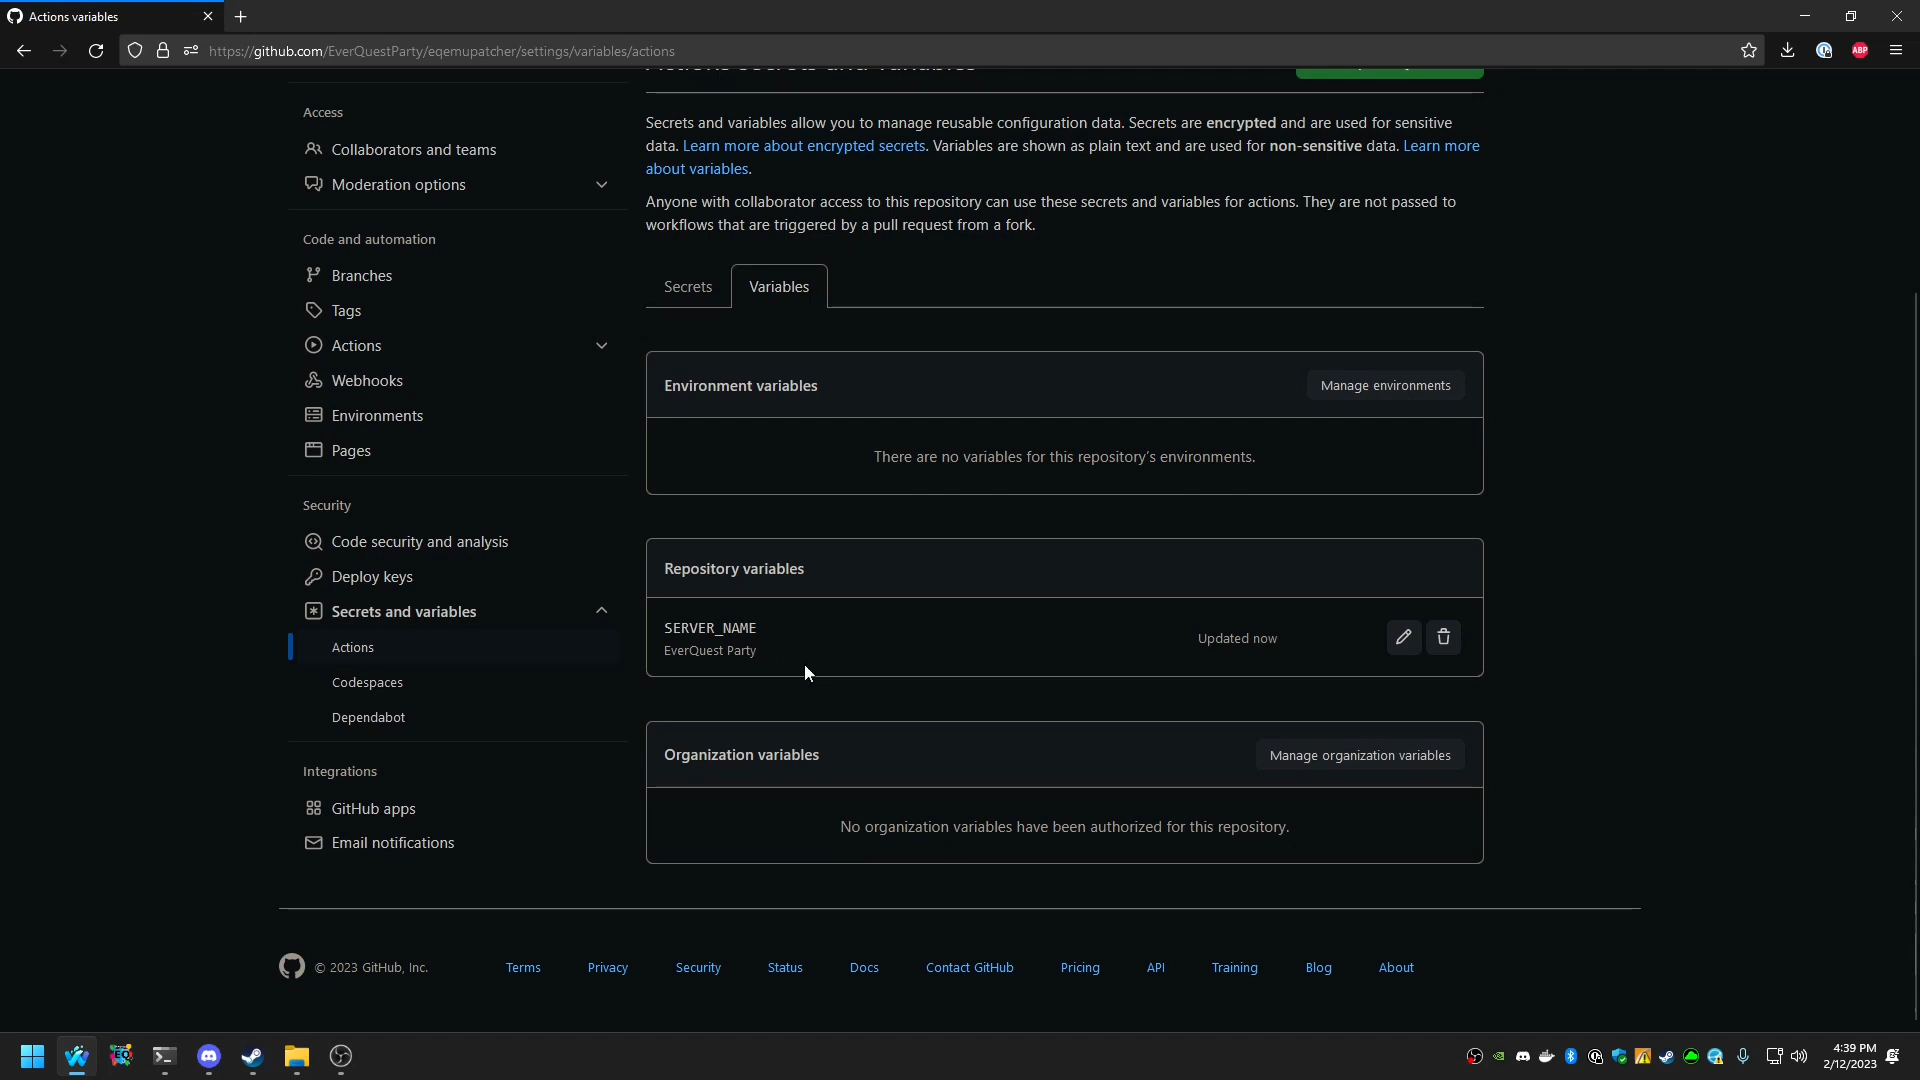 Actions variables
https://github.com/EverQuestParty/eqemupatcher/settings/variables/actions
ABP
Access
Collaborators and teams
Moderation options
Code and automation
Branches
Tags
Actions
Webhooks
Environments
Pages
Security
Code security and analysis
Deploy keys
Secrets and variables
Actions
Codespaces
Dependabot
Integrations
GitHub apps
Email notifications
Secrets and variables allow you to manage reusable configuration data. Secrets are encrypted and are used for sensitive
data. Learn more about encrypted secrets. Variables are shown as plain text and are used for non-sensitive data. Learn more
about variables.
Anyone with collaborator access to this repository can use these secrets and variables for actions. They are not passed to
workflows that are triggered by a pull request from a fork.
Secrets
Variables
Environment variables
Manage environments
There are no variables for this repository's environments.
Repository variables
SERVER_NAME
EverQuest Party
Updated now
Organization variables
Manage organization variables
No organization variables have been authorized for this repository.
© 2023 GitHub, Inc.
Terms
Privacy
Security
Status
Docs
Contact GitHub
Pricing
API
Training
Blog
About
EQ
4:39 PM
2/12/2023